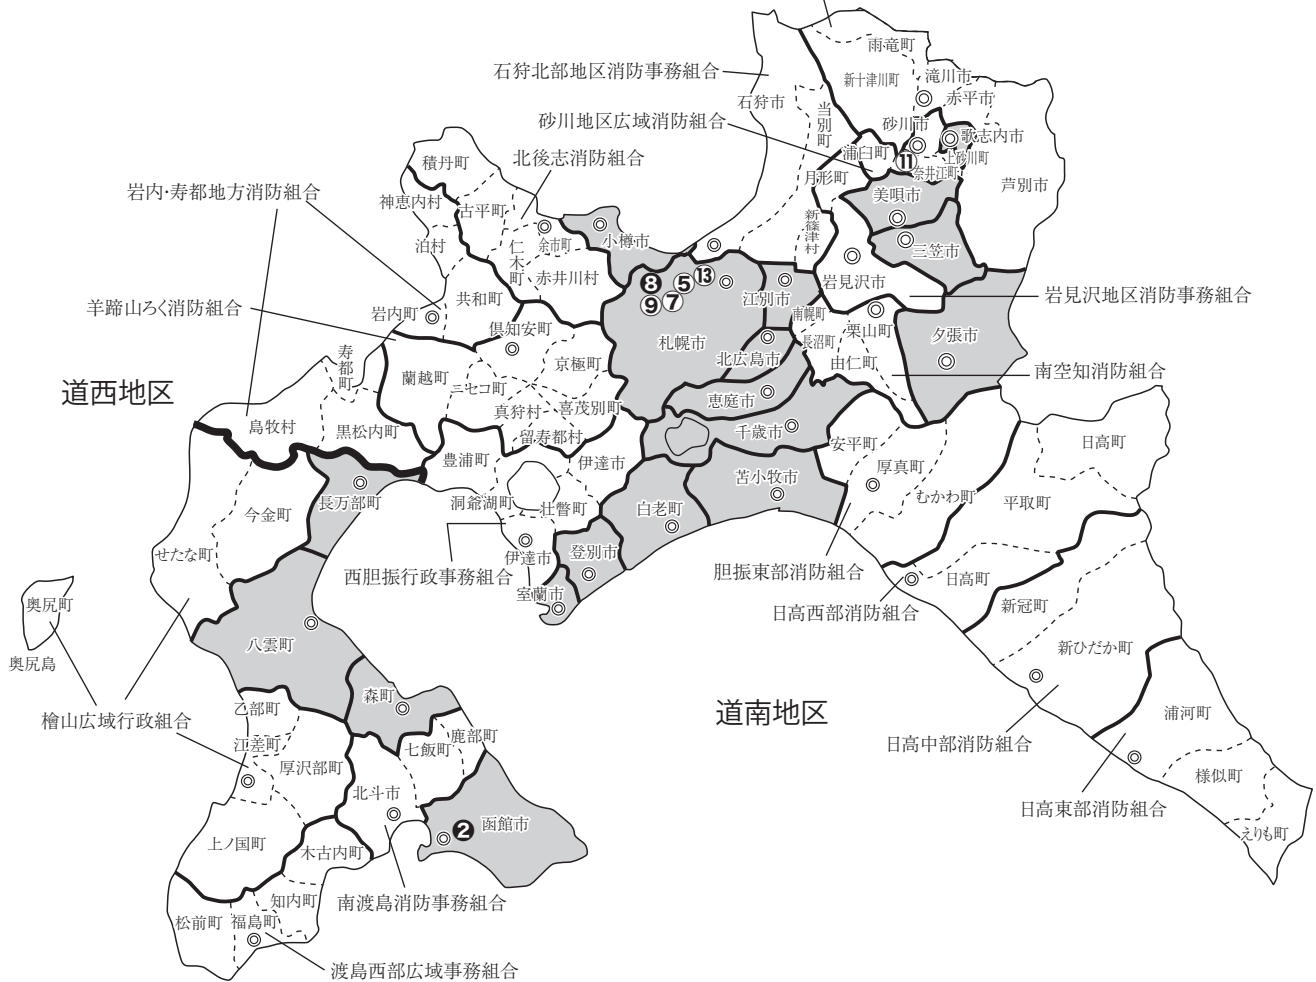 雨竜町
石狩北部地区消防事務組合
新十津川町
滝川市
赤平市
石狩市
当別町
砂川地区広域消防組合
砂川市
歌志内市
浦臼町
⓫
上砂川町
奈井江町
北後志消防組合
積丹町
月形町
芦別市
岩内・寿都地方消防組合
神恵内村
古平町
美唄市
新篠津村
泊村
仁木町
余市町
小樽市
三笠市
赤井川村
❽
⑤
⑬
岩見沢市
⑨
⑦
江別市
岩見沢地区消防事務組合
共和町
羊蹄山ろく消防組合
岩内町
倶知安町
南幌町
栗山町
夕張市
札幌市
長沼町
北広島市
由仁町
寿都町
京極町
南空知消防組合
道西地区
蘭越町
ニセコ町
恵庭市
真狩村
喜茂別町
島牧村
黒松内町
留寿都村
千歳市
安平町
日高町
豊浦町
伊達市
厚真町
苫小牧市
長万部町
洞爺湖町
壮瞥町
白老町
むかわ町
平取町
今金町
せたな町
伊達市
登別市
西胆振行政事務組合
胆振東部消防組合
日高町
室蘭市
日高西部消防組合
新冠町
奥尻町
八雲町
新ひだか町
奥尻島
森町
乙部町
道南地区
浦河町
檜山広域行政組合
江差町
七飯町
鹿部町
日高中部消防組合
厚沢部町
様似町
北斗市
日高東部消防組合
❷
函館市
えりも町
上ノ国町
木古内町
知内町
南渡島消防事務組合
松前町
福島町
渡島西部広域事務組合